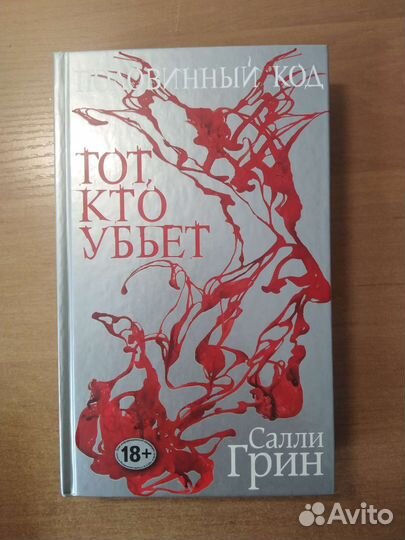 ПОЛОВИННЫЙ КОД
ТОТ,
КТО
УБЬЕТ
18+
Салли
Грин
Avito